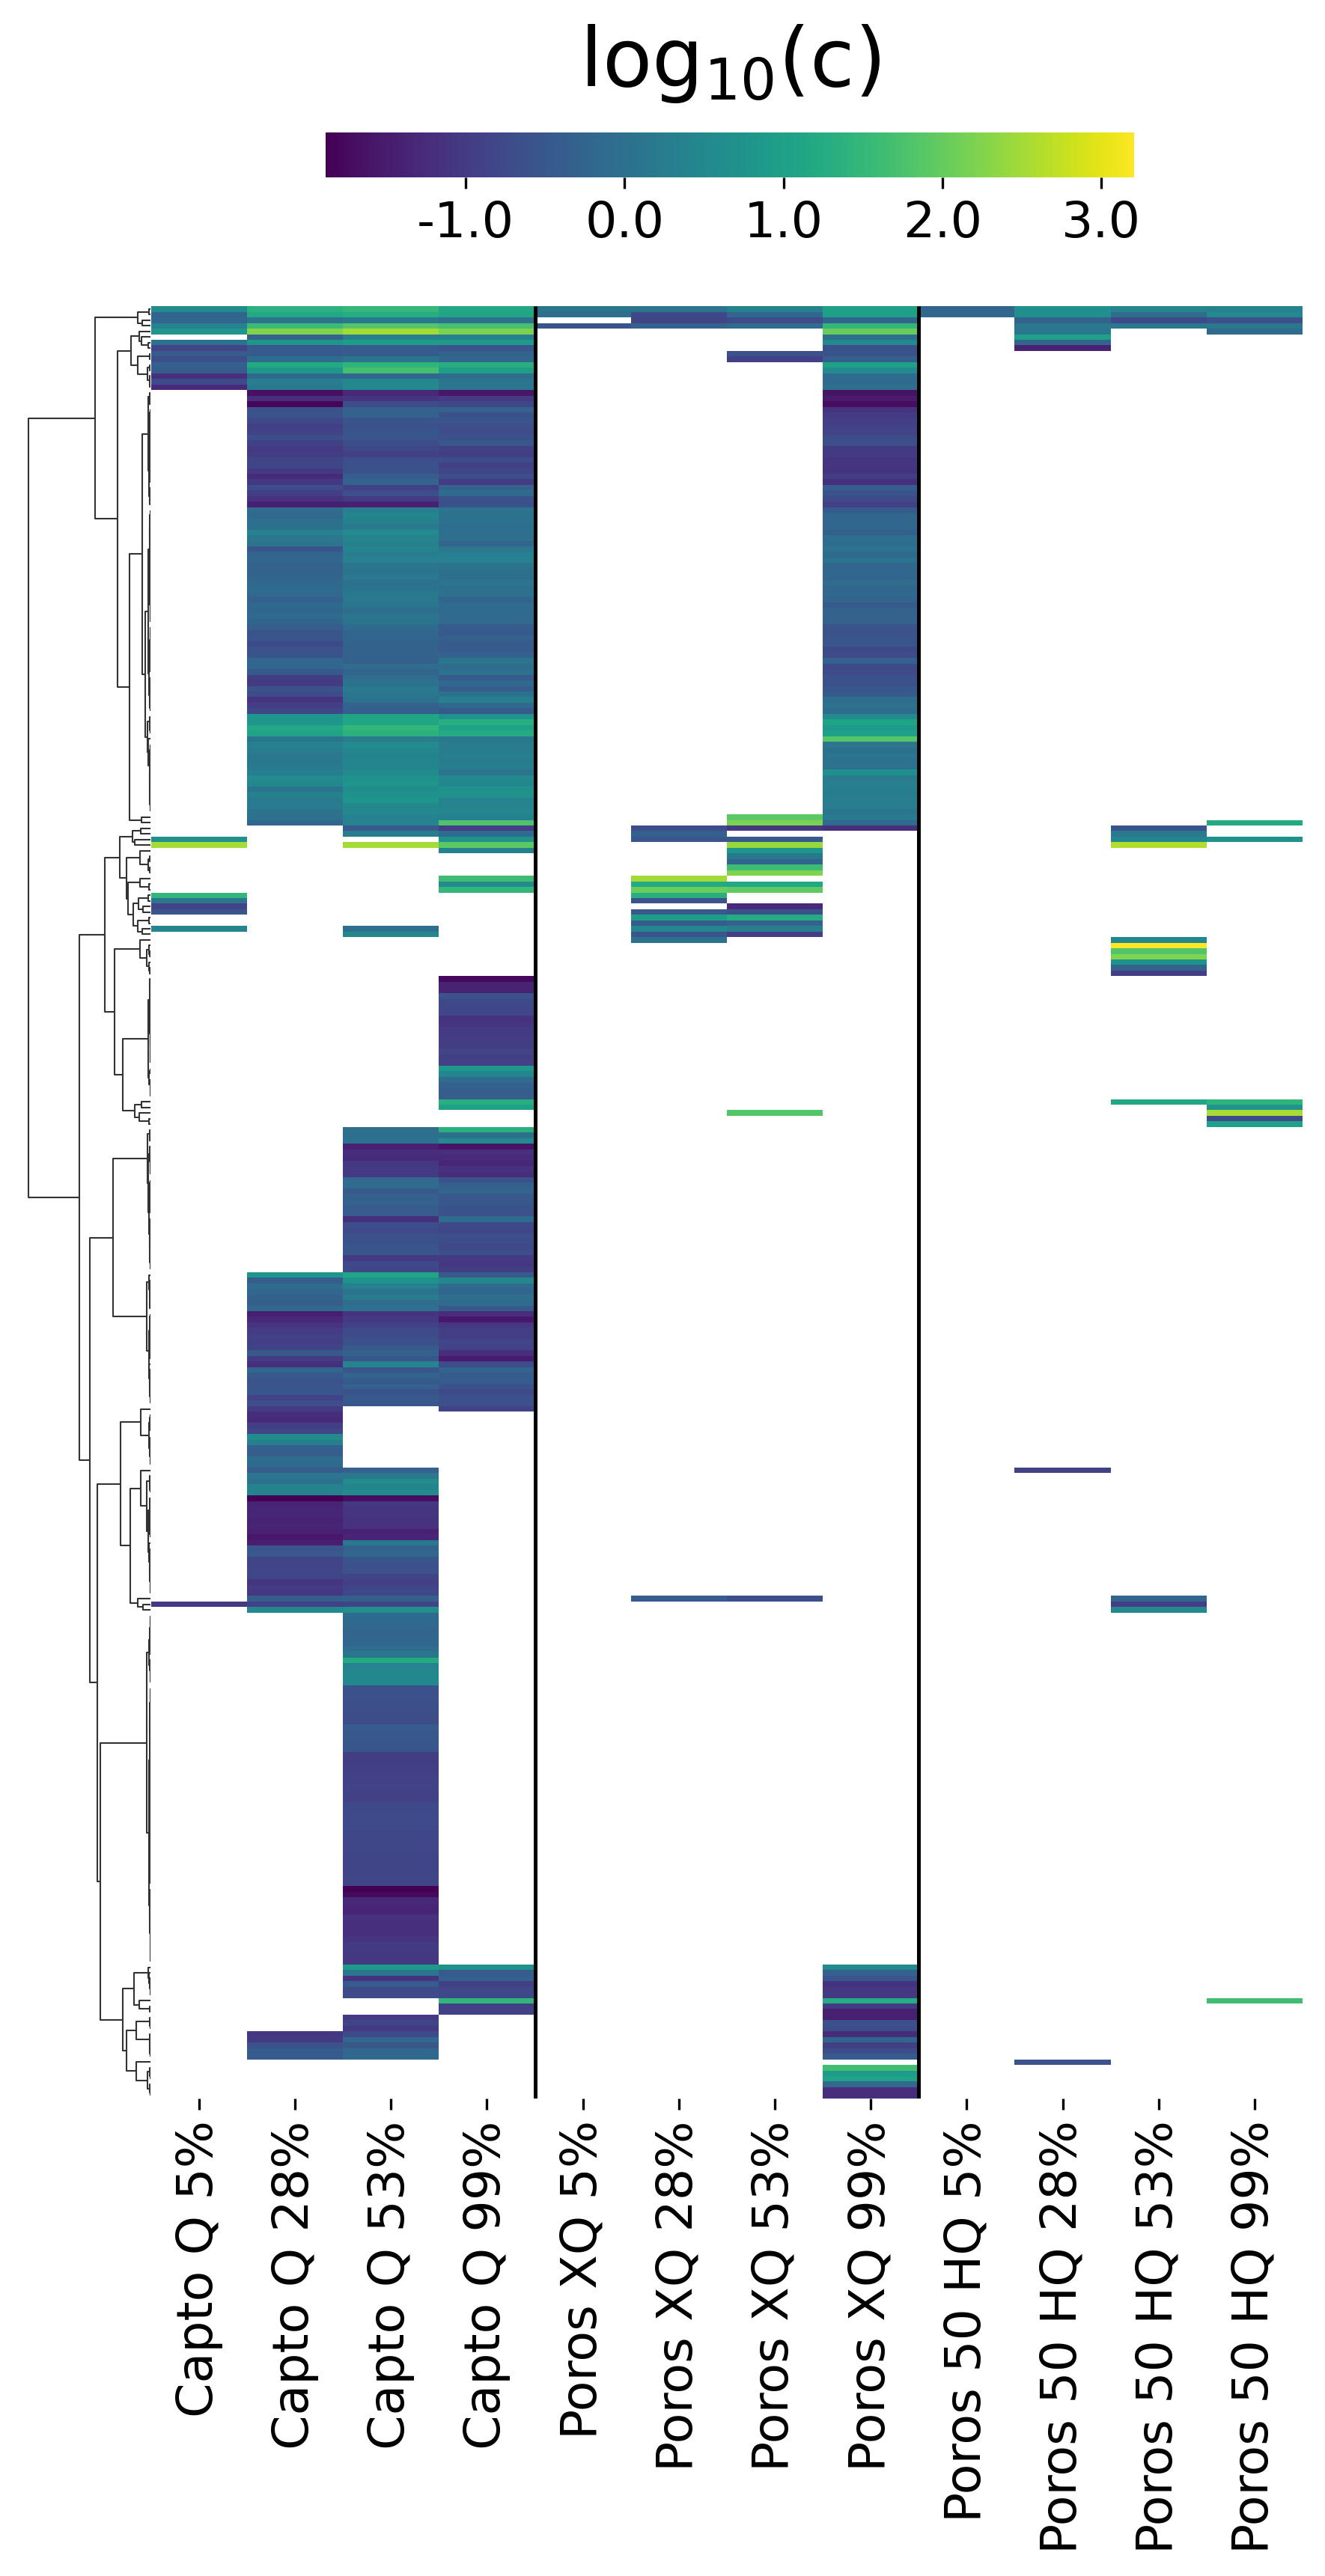 log₁₀(c)
-1.0 0.0 1.0 2.0 3.0
Capto Q 5%
Capto Q 28%
Capto Q 53%
Capto Q 99%
Poros XQ 5%
Poros XQ 28%
Poros XQ 53%
Poros XQ 99%
Poros 50 HQ 5%
Poros 50 HQ 28%
Poros 50 HQ 53%
Poros 50 HQ 99%